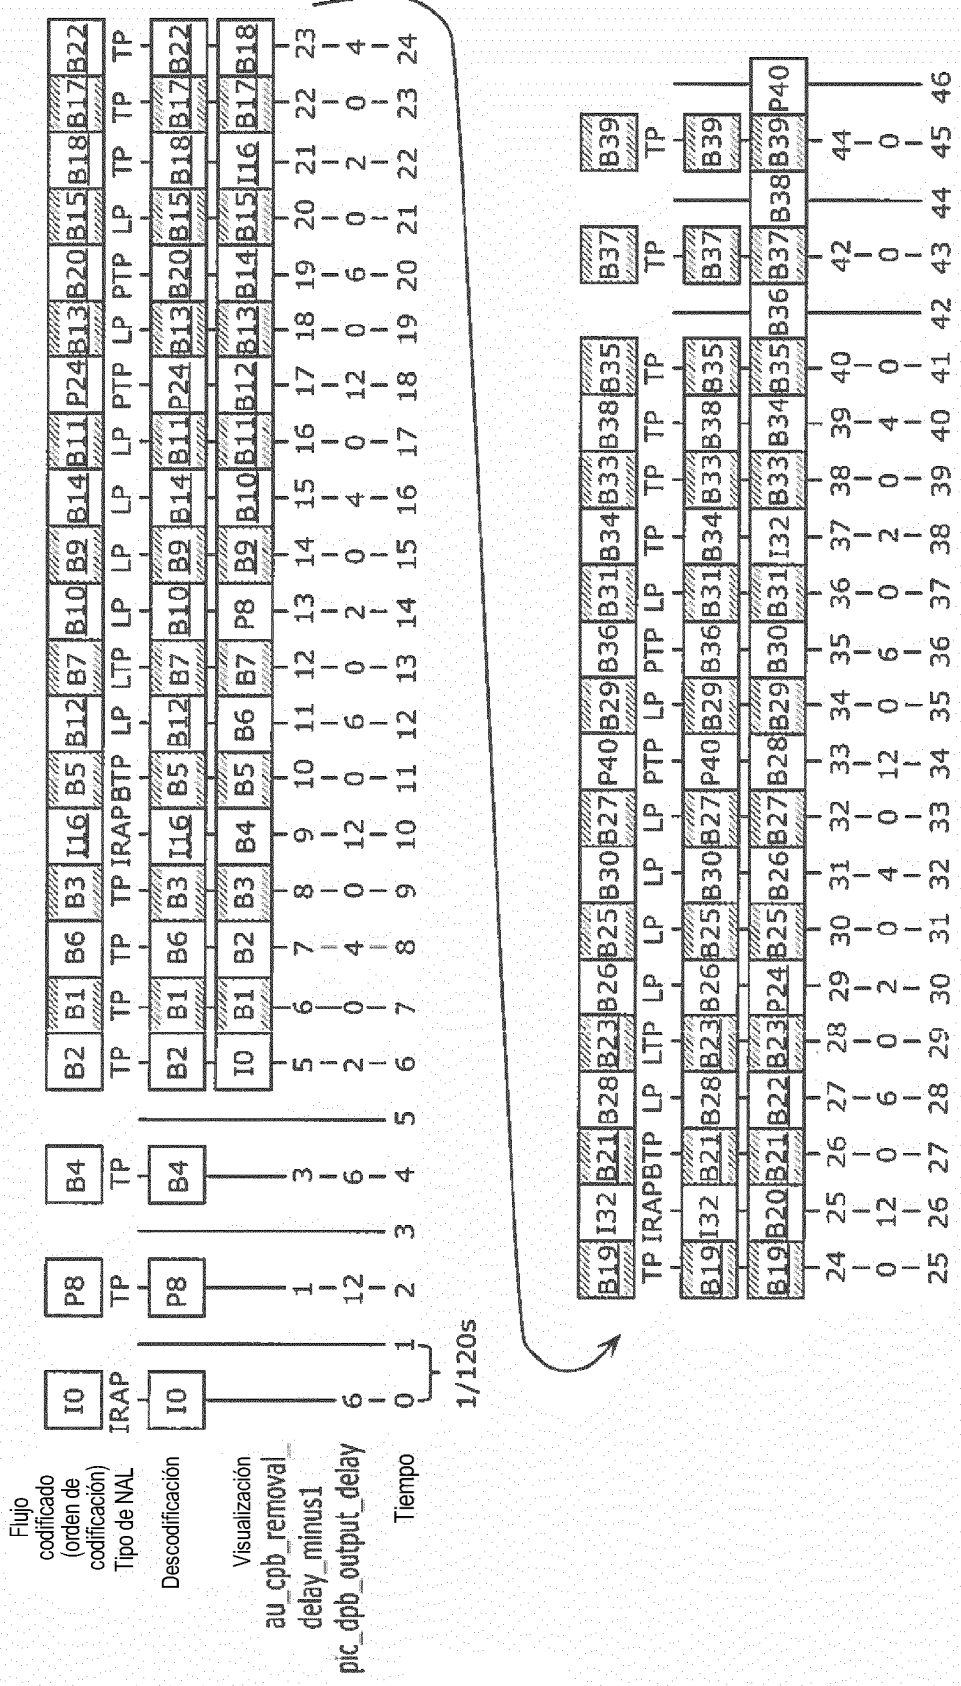 Flujo
codificado
(orden de
codificación)
I0 P8 B4 B2 B1 B6 B3 I16 B5 B12 B7 B10 B9 B14 B11 P24 B13 B20 B15 B18 B17 B22
Tipo de NAL IRAP TP TP TP TP TP TP IRAP BTP LP LTP LP LP LP LP PTP LP PTP LP TP TP TP
Descodificación I0 P8 B4 B2 B1 B6 B3 I16 B5 B12 B7 B10 B9 B14 B11 P24 B13 B20 B15 B18 B17 B22
Visualización I0 B1 B2 B3 B4 B5 B6 B7 P8 B9 B10 B11 B12 B13 B14 B15 I16 B17 B18
au_cpb_removal_
delay_minus1 1 3 5 6 7 8 9 10 11 12 13 14 15 16 17 18 19 20 21 22 23
pic_dpb_output_delay 6 12 6 2 0 4 0 12 0 6 0 2 0 4 0 12 0 6 0 2 0 4
Tiempo 0 1 2 3 4 5 6 7 8 9 10 11 12 13 14 15 16 17 18 19 20 21 22 23 24
1/120s
B19 I32 B21 B28 B23 B26 B25 B30 B27 P40 B29 B36 B31 B34 B33 B38 B35 B37 B39
TP IRAP BTP LP LTP LP LP LP LP PTP LP PTP LP TP TP TP TP TP TP
B19 I32 B21 B28 B23 B26 B25 B30 B27 P40 B29 B36 B31 B34 B33 B38 B35 B37 B39
B19 B20 B21 B22 B23 P24 B25 B26 B27 B28 B29 B30 B31 I32 B33 B34 B35 B36 B37 B38 B39 P40
24 25 26 27 28 29 30 31 32 33 34 35 36 37 38 39 40 42 44
0 12 0 6 0 2 0 4 0 12 0 6 0 2 0 4 0 0 0
25 26 27 28 29 30 31 32 33 34 35 36 37 38 39 40 41 42 43 44 45 46